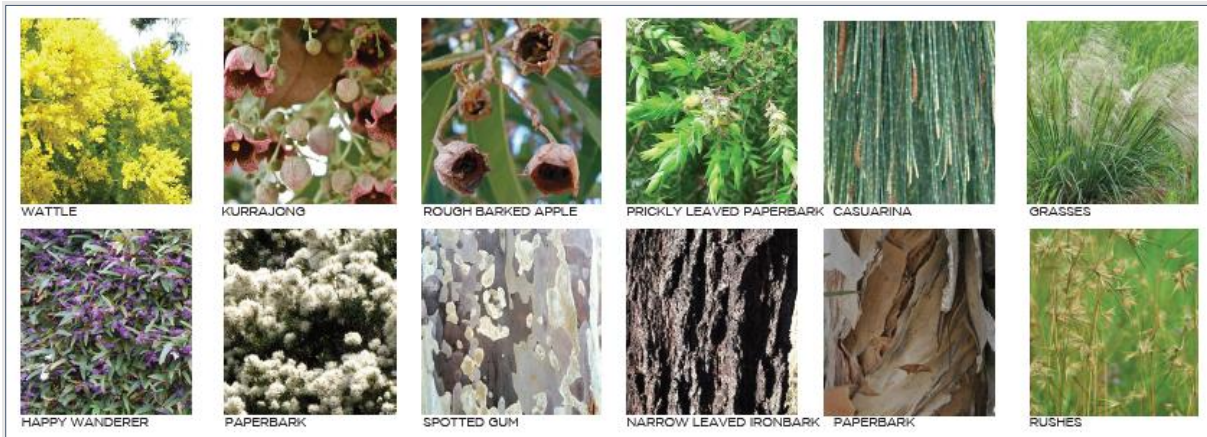 WATTLE
KURRAJONG
ROUGH BARKED APPLE
PRICKLY LEAVED PAPERBARK
CASUARINA
GRASSES
HAPPY WANDERER
PAPERBARK
SPOTTED GUM
NARROW LEAVED IRONBARK
PAPERBARK
RUSHES